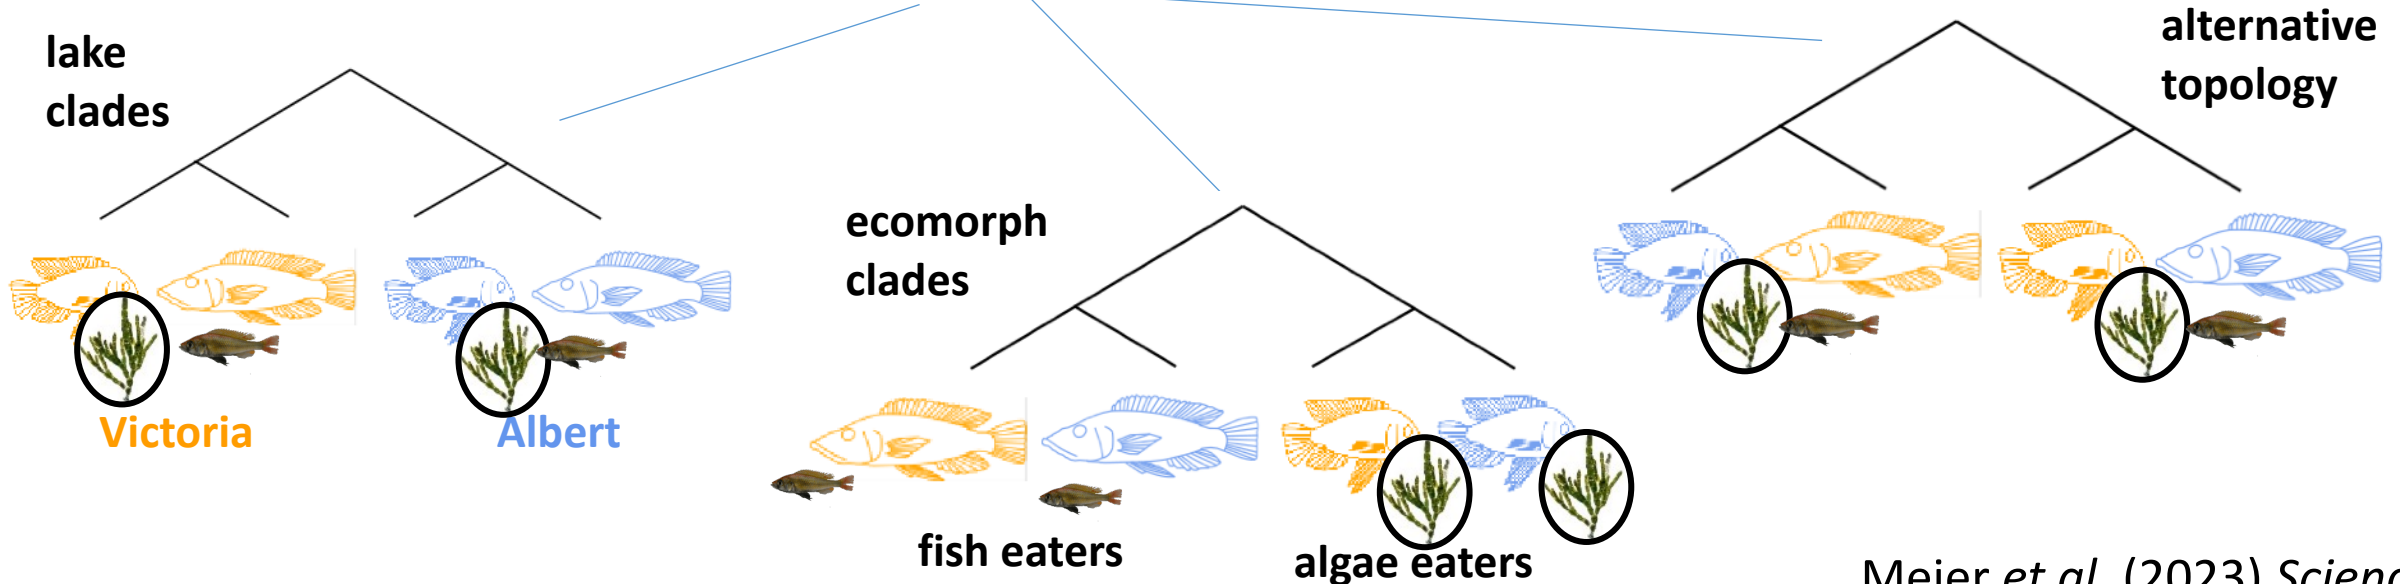 lake
clades
Victoria
Albert
ecomorph
clades
fish eaters
algae eaters
alternative
topology
Meier et al. (2023)